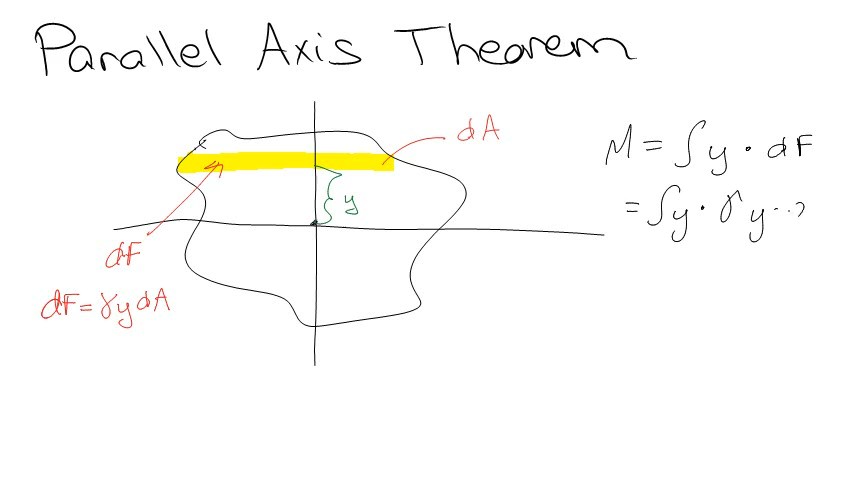 Parallel Axis Theorem
dA
y
dF
dF = γ y dA
M = ∫ y · dF
= ∫ y · γ y ...